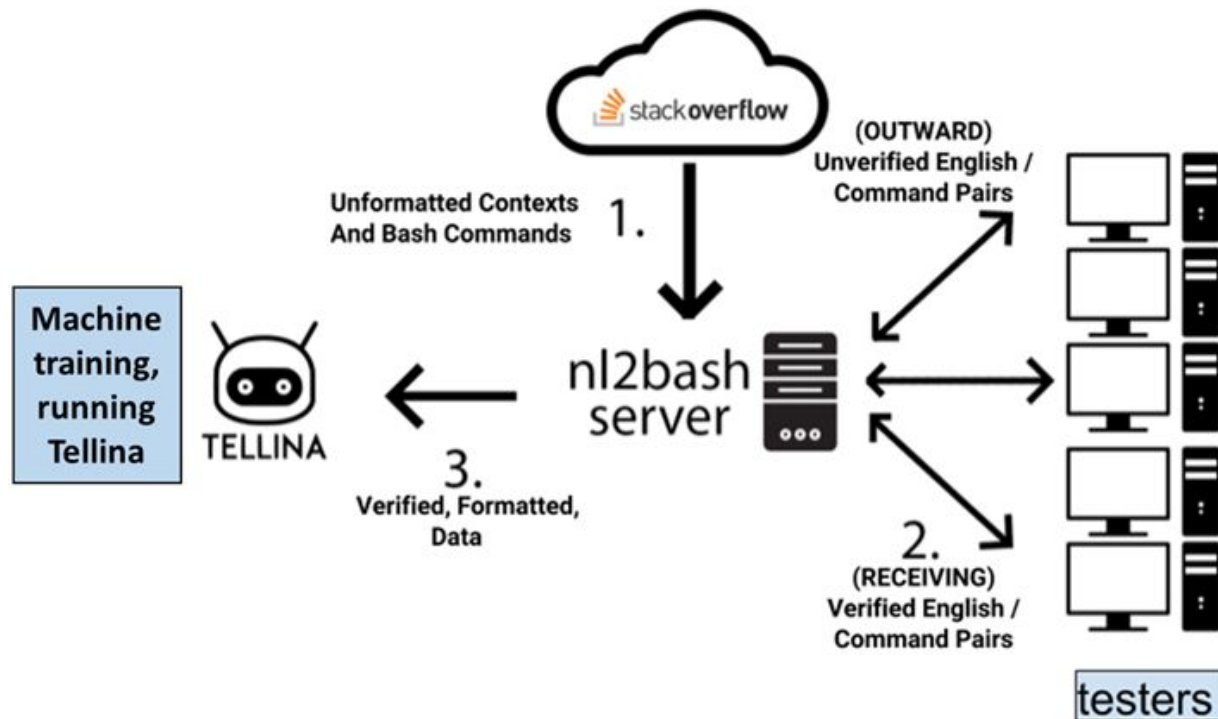 stackoverflow
(OUTWARD)
Unverified English /
Command Pairs
Unformatted Contexts
And Bash Commands
1.
Machine
training,
running
Tellina
TELLINA
nl2bash
server
3.
Verified, Formatted,
Data
2.
(RECEIVING)
Verified English /
Command Pairs
testers